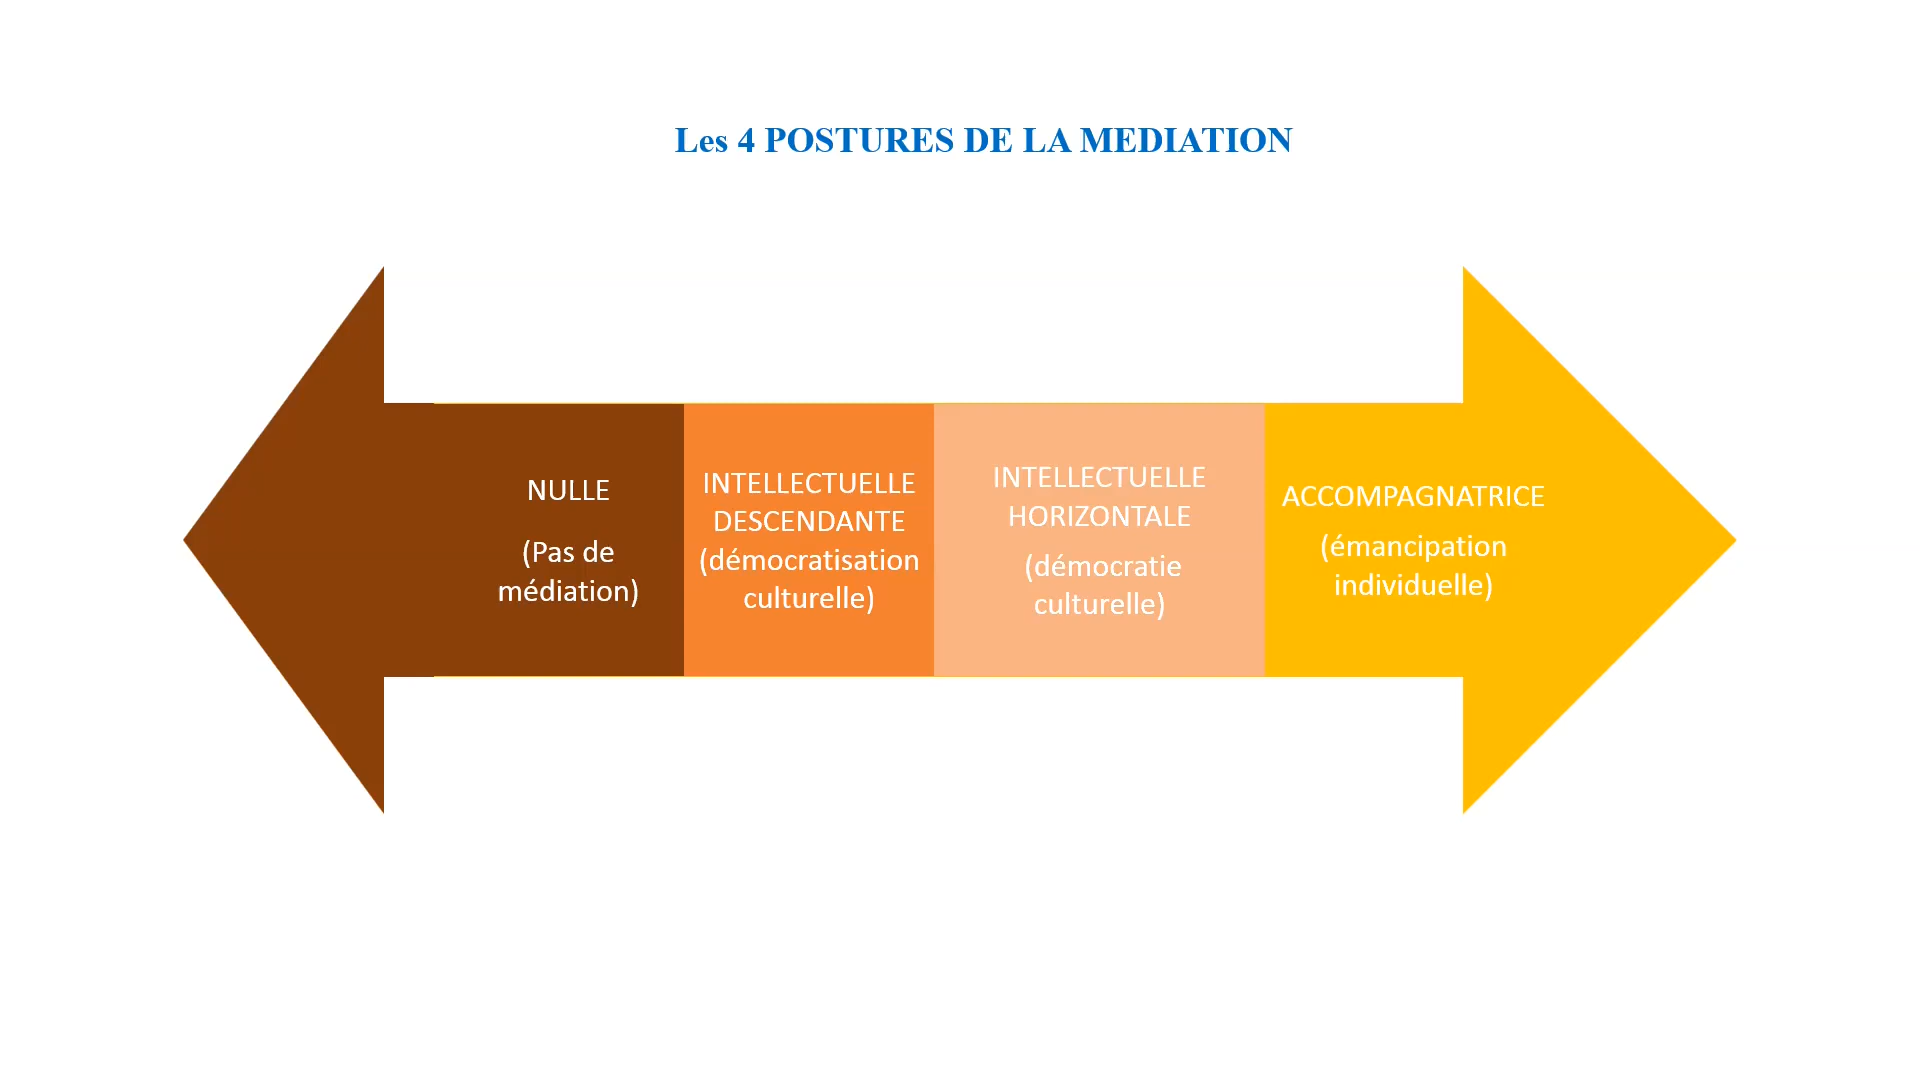 Les 4 POSTURES DE LA MEDIATION
NULLE
(Pas de
médiation)
INTELLECTUELLE
DESCENDANTE
(démocratisation
culturelle)
INTELLECTUELLE
HORIZONTALE
(démocratie
culturelle)
ACCOMPAGNATRICE
(émancipation
individuelle)